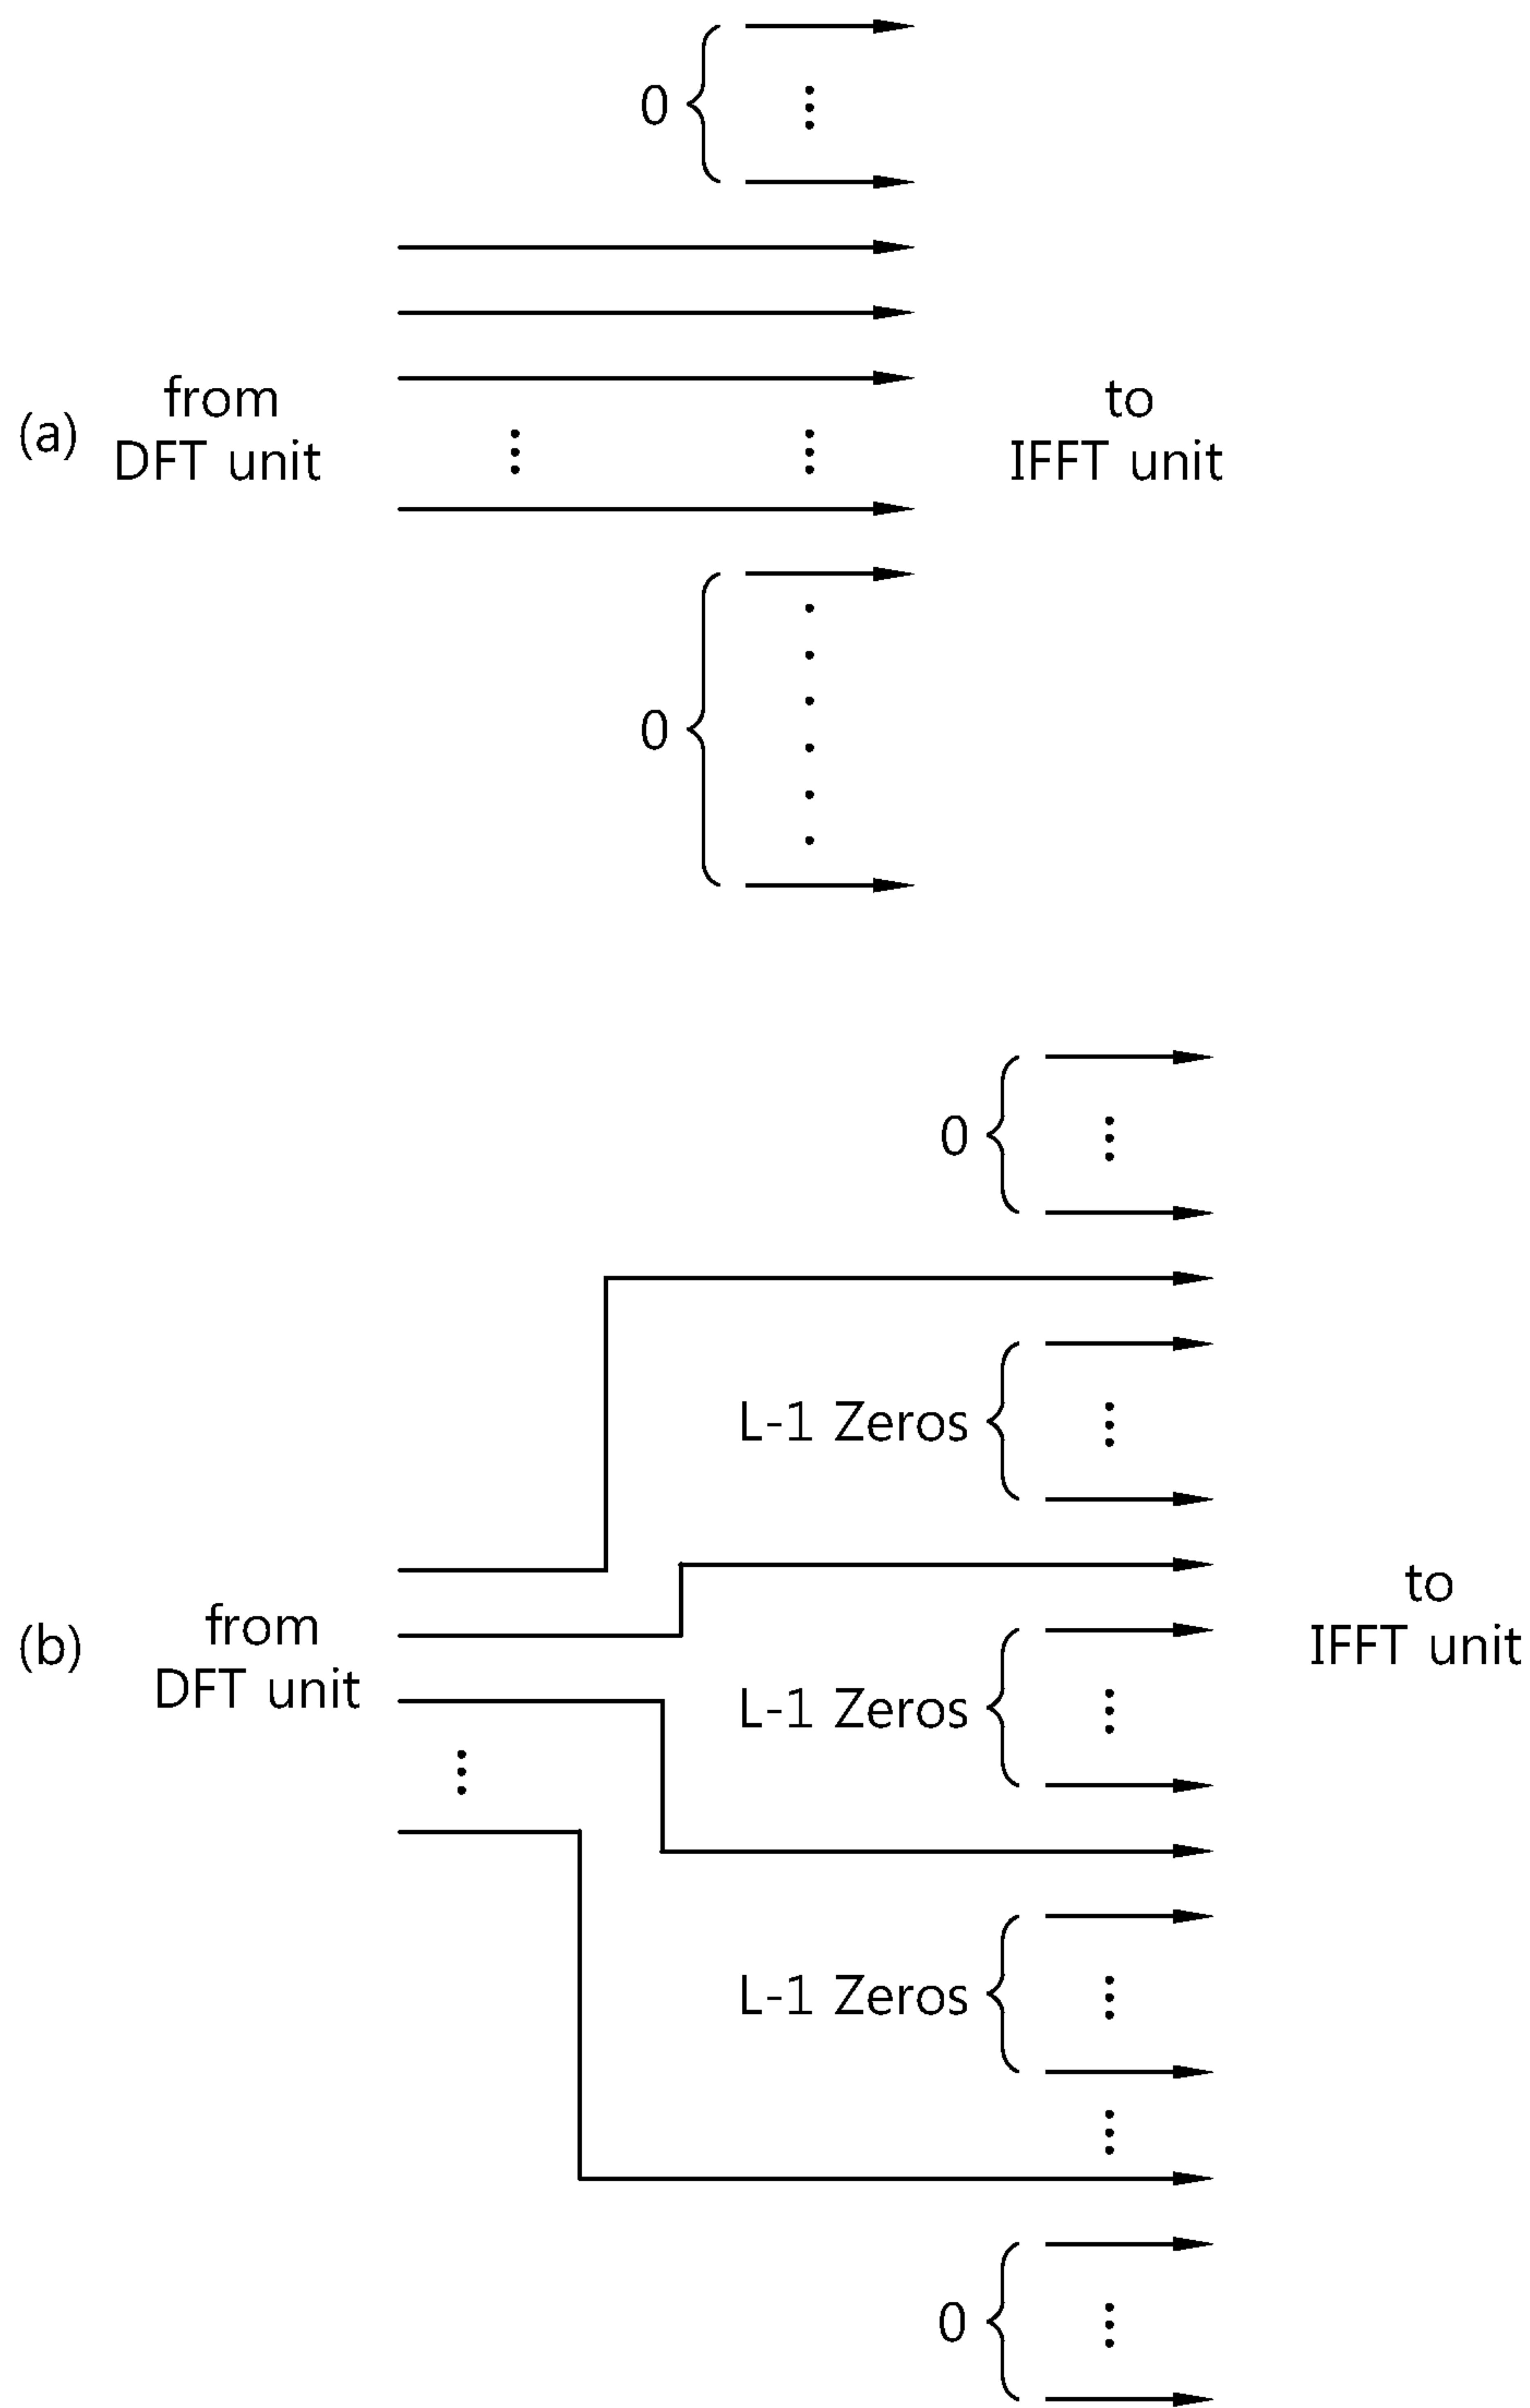 0
(a)
from
DFT unit
to
IFFT unit
0
0
L-1 Zeros
(b)
from
DFT unit
to
IFFT unit
L-1 Zeros
L-1 Zeros
0